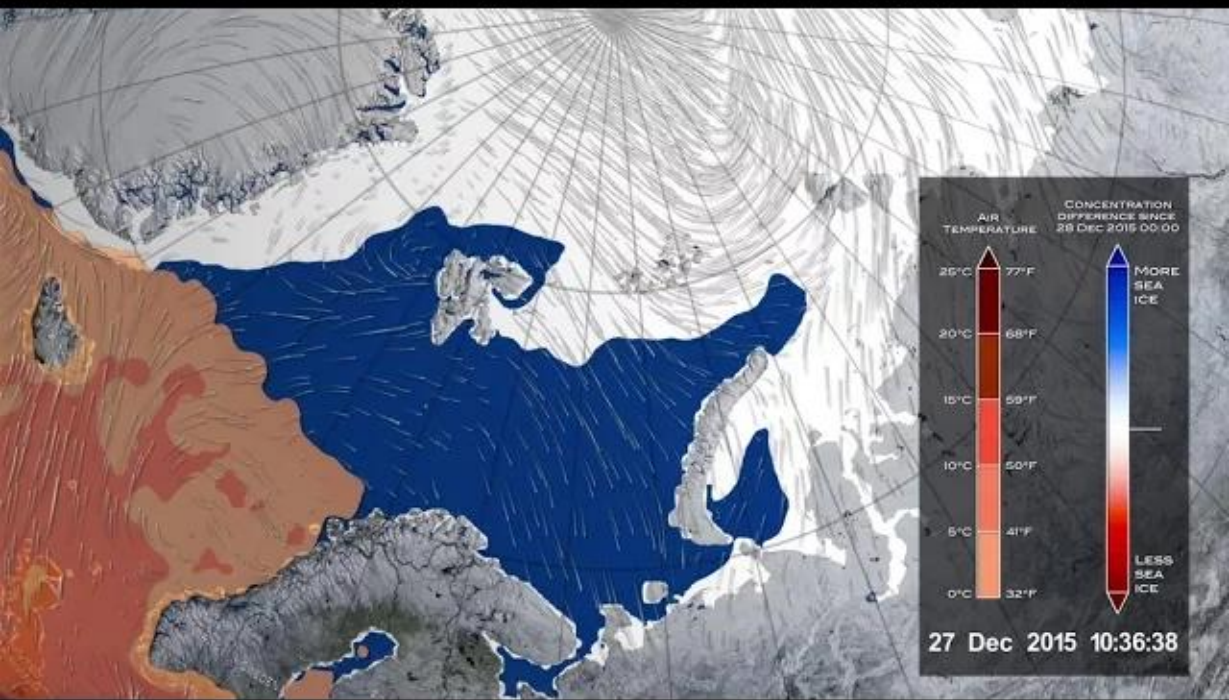 AIR
TEMPERATURE
25°C 77°F
20°C 68°F
15°C 59°F
10°C 50°F
5°C 41°F
0°C 32°F
CONCENTRATION
DIFFERENCE SINCE
28 DEC 2015 00:00
MORE
SEA
ICE
LESS
SEA
ICE
27 Dec 2015 10:36:38